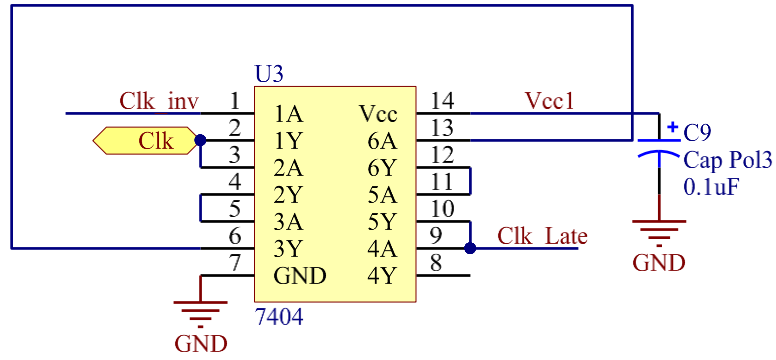 U3
Clk_inv 1 1A Vcc 14 Vcc1
Clk 2 1Y 6A 13 + C9
3 2A 6Y 12 Cap Pol3
4 2Y 5A 11 0.1uF
5 3A 5Y 10
6 3Y 4A 9 Clk_Late
7 GND 4Y 8 GND
7404
GND